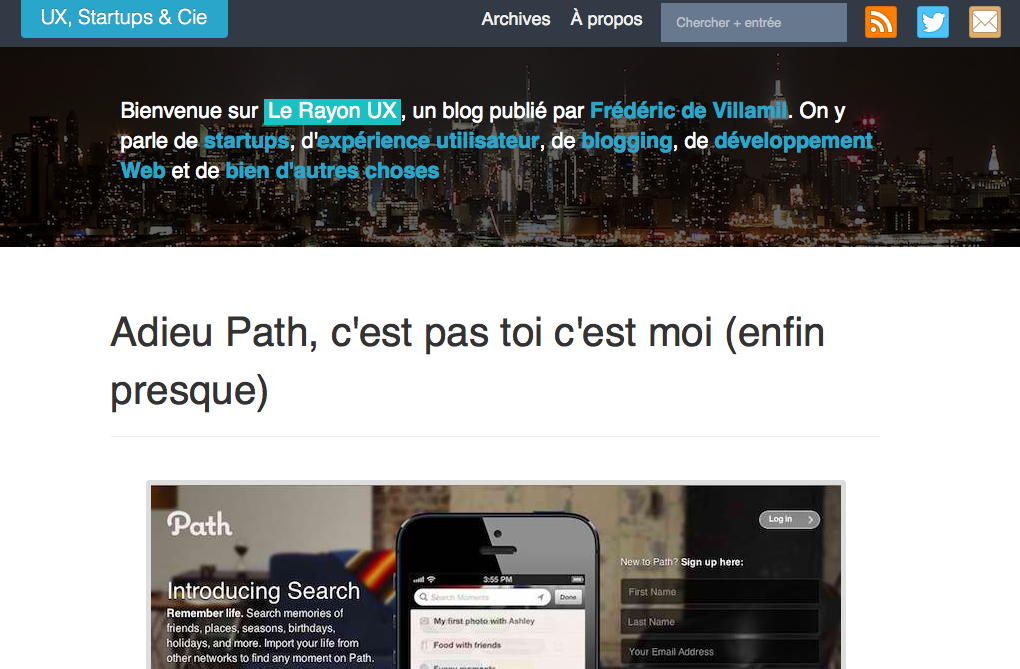 UX, Startups & Cie
Archives
À propos
Chercher + entrée
Bienvenue sur Le Rayon UX, un blog publié par Frédéric de Villamil. On y
parle de startups, d'expérience utilisateur, de blogging, de développement
Web et de bien d'autres choses
Adieu Path, c'est pas toi c'est moi (enfin
presque)
Path
Log in
Introducing Search
Remember life. Search memories of
friends, places, seasons, birthdays,
holidays, and more. Import your life from
other networks to find any moment on Path.
3:55 PM
Search Moments
Done
My first photo with Ashley
Food with friends
Funny moments
New to Path? Sign up here:
First Name
Last Name
Your Email Address